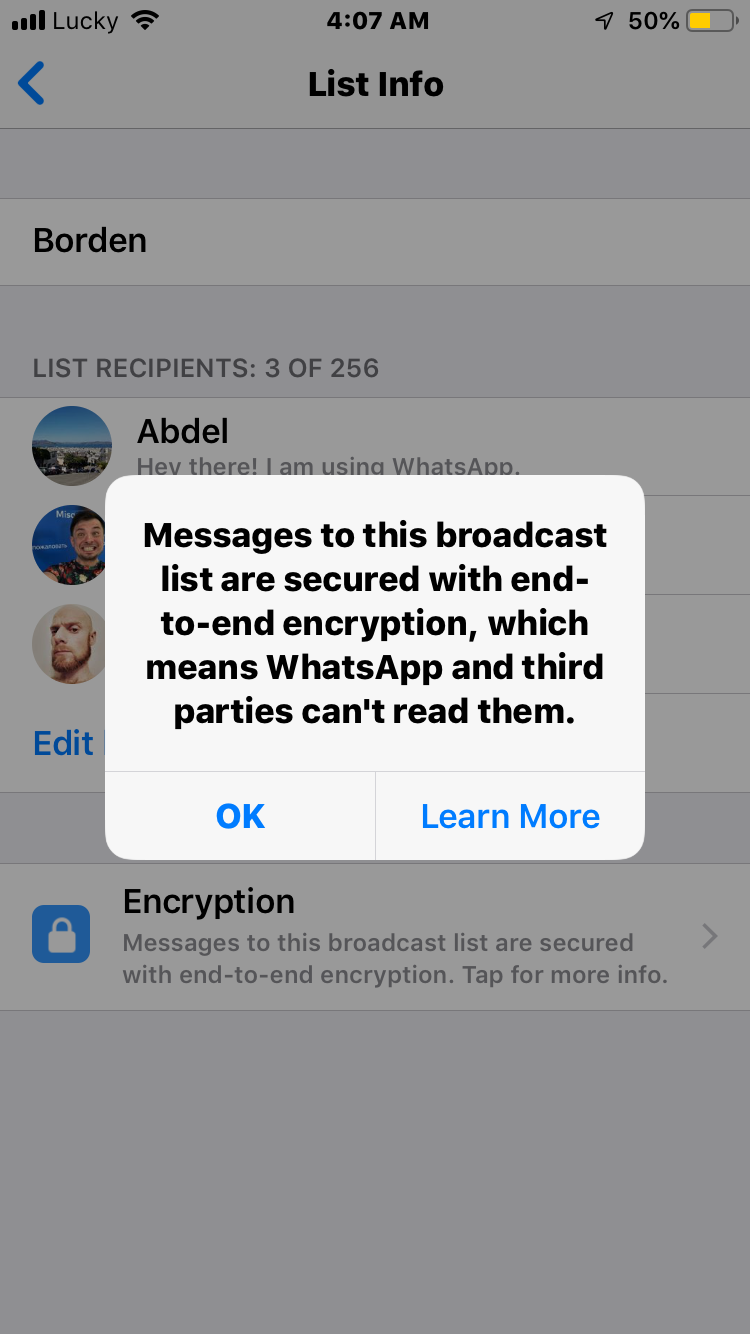 Lucky 4:07 AM 50%
List Info
Borden
LIST RECIPIENTS: 3 OF 256
Abdel
Hey there! I am using WhatsApp.
Misc
пожаловать
Messages to this broadcast
list are secured with end-
to-end encryption, which
means WhatsApp and third
parties can't read them.
Edit
OK Learn More
Encryption
Messages to this broadcast list are secured
with end-to-end encryption. Tap for more info.